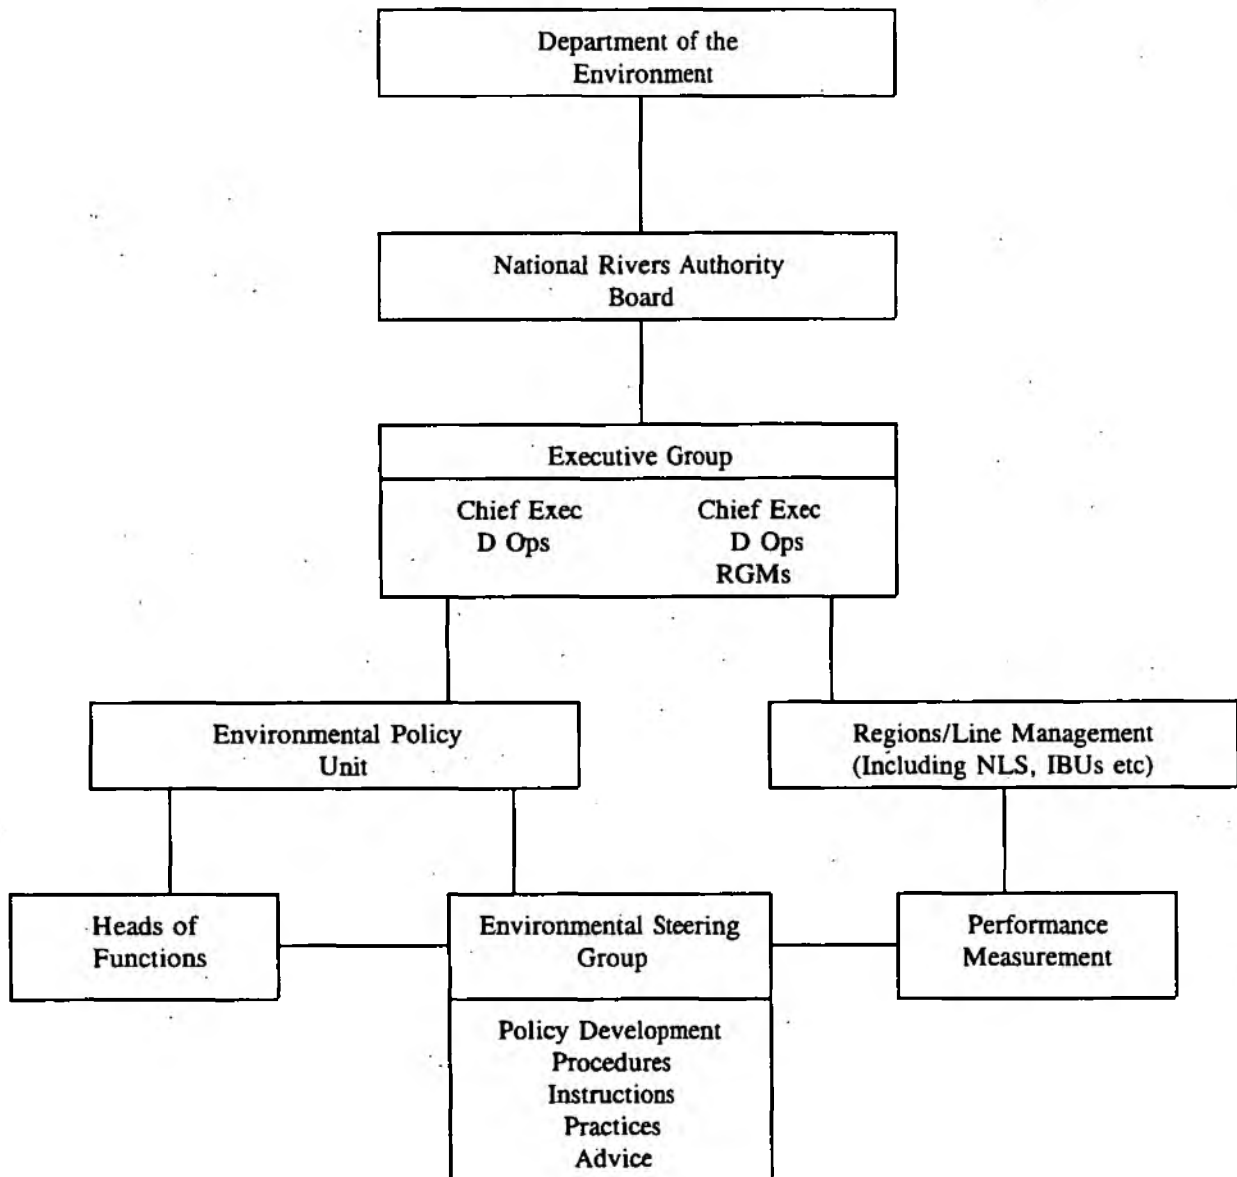 Department of the
Environment
National Rivers Authority
Board
Executive Group
Chief Exec
D Ops
Chief Exec
D Ops
RGMs
Environmental Policy
Unit
Regions/Line Management
(Including NLS, IBUs etc)
Heads of
Functions
Environmental Steering
Group
Performance
Measurement
Policy Development
Procedures
Instructions
Practices
Advice